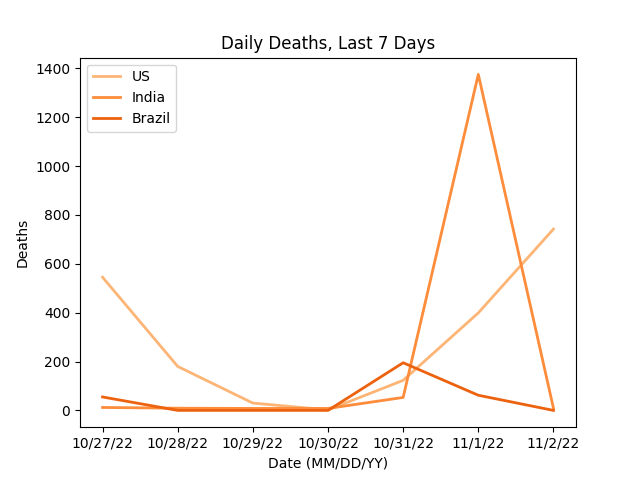 Daily Deaths, Last 7 Days
US
India
Brazil
1400
1200
1000
800
600
400
200
0
Deaths
10/27/22 10/28/22 10/29/22 10/30/22 10/31/22 11/1/22 11/2/22
Date (MM/DD/YY)